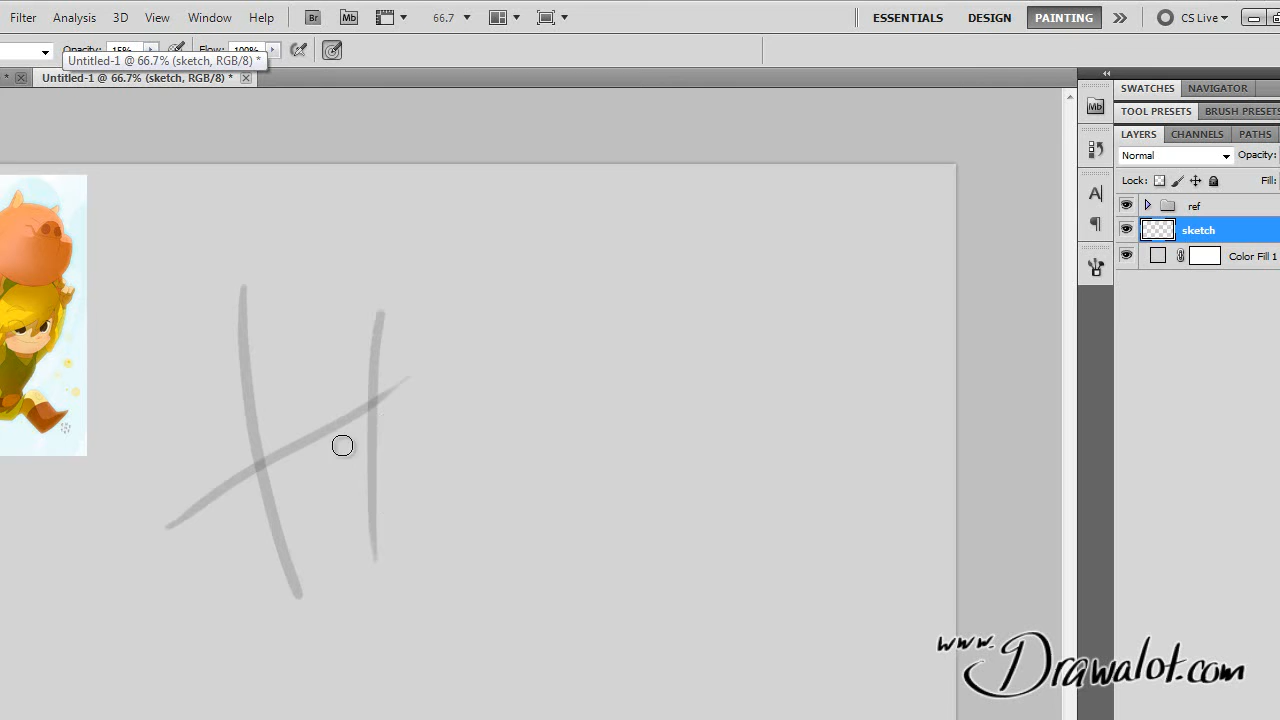 Filter Analysis 3D View Window Help Br Mb 66.7 ESSENTIALS DESIGN PAINTING CS Live
Opacity: 15% Flow: 100%
Untitled-1 @ 66.7% (sketch, RGB/8) *
* Untitled-1 @ 66.7% (sketch, RGB/8) *
SWATCHES NAVIGATOR
Mb
TOOL PRESETS BRUSH PRESETS
LAYERS CHANNELS PATHS
Normal Opacity:
Lock: Fill:
A
ref
sketch
Color Fill 1
H
www.Drawalot.com